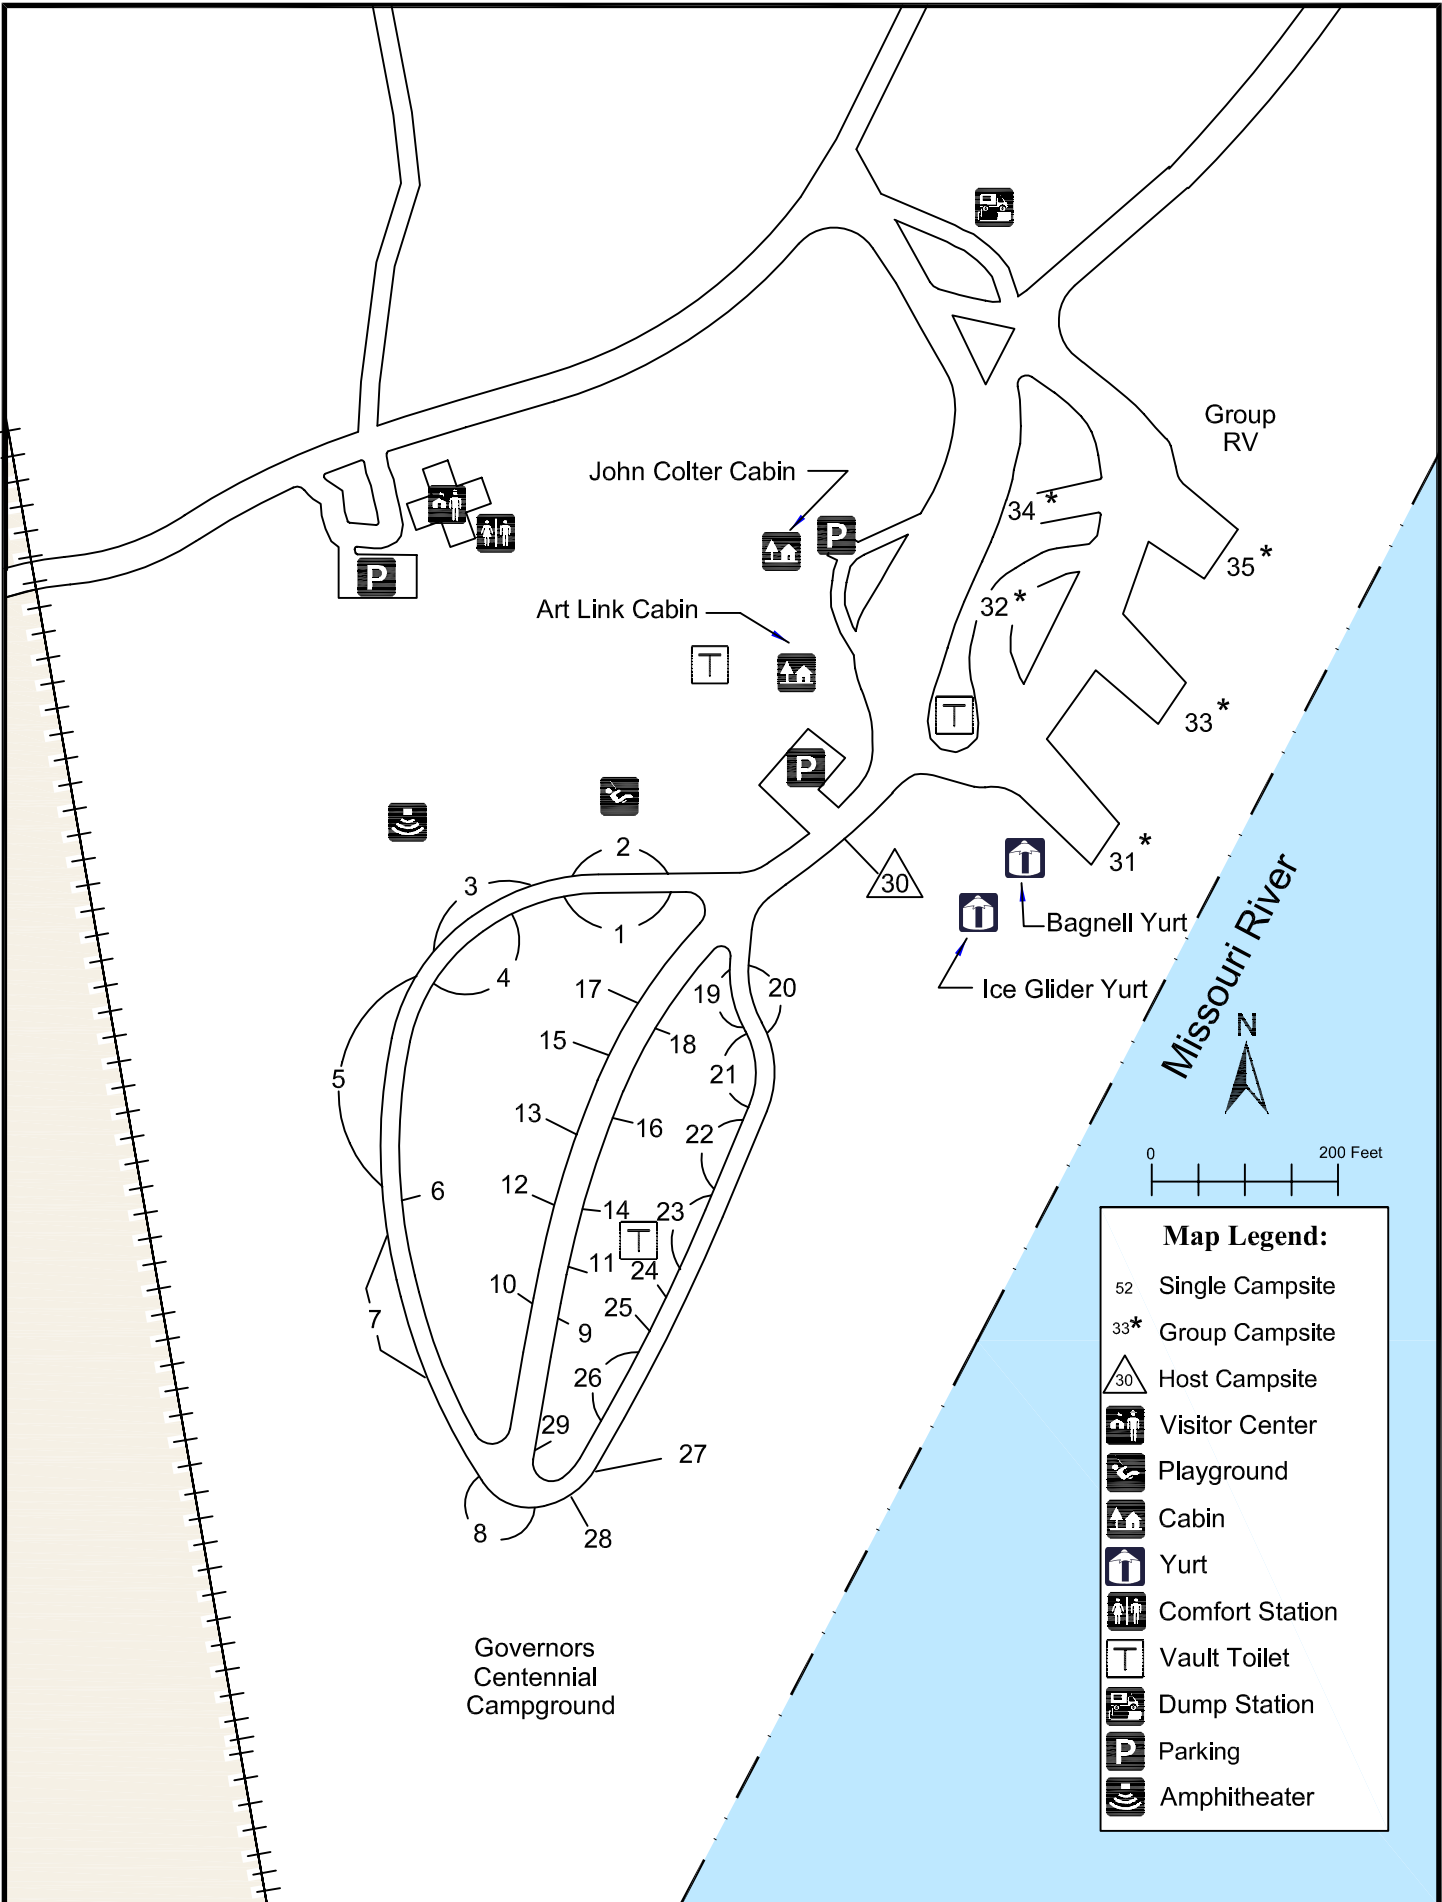 Group
RV
John Colter Cabin
34*
P
35*
P
Art Link Cabin
32*
T
T
33*
P
2
31*
30
3
1
Bagnell Yurt
Missouri River
4
17
19
20
Ice Glider Yurt
N
15
18
5
21
13
16
22
0
200 Feet
6
12
14
23
T
11
24
10
25
7
9
26
29
27
8
28
Governors
Centennial
Campground
Map Legend:
52 Single Campsite
33* Group Campsite
30 Host Campsite
Visitor Center
Playground
Cabin
Yurt
Comfort Station
T Vault Toilet
Dump Station
P Parking
Amphitheater